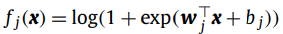 f_j(𝒙) = log(1 + exp(𝒘_j^⊤ 𝒙 + b_j))